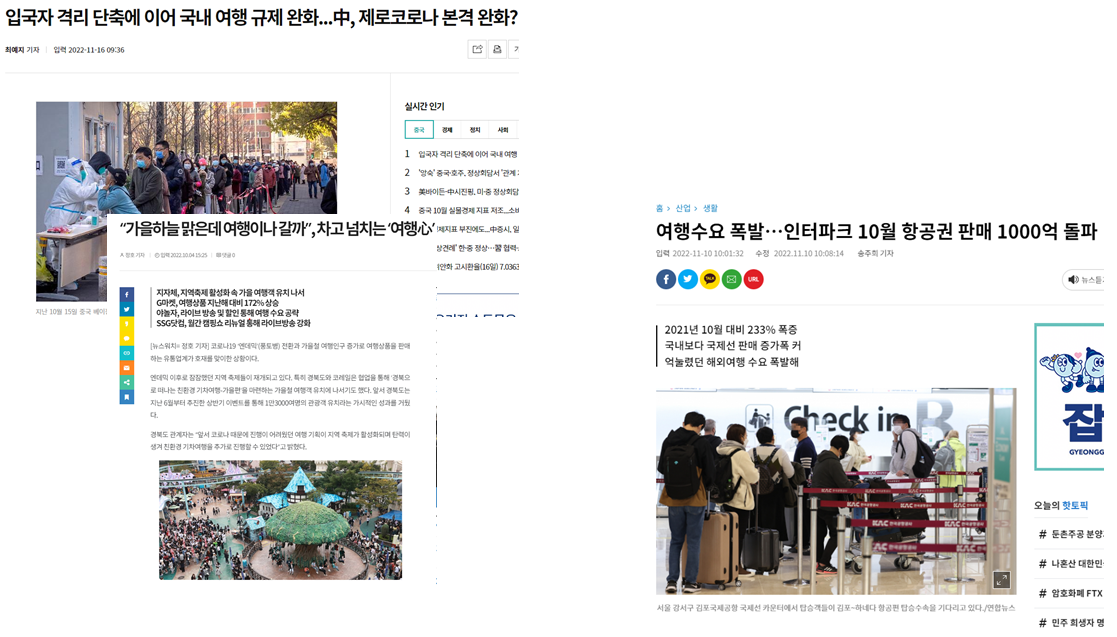 입국자 격리 단축에 이어 국내 여행 규제 완화...中, 제로코로나 본격 완화?
최예지 기자 입력 2022-11-16 09:36
실시간 인기
중국 경제 정치 사회
1 입국자 격리 단축에 이어 국내 여행
2 '앙숙' 중국·호주, 정상회담서 '관계
3 美바이든-中시진핑, 미·중 정상회담
4 중국 10월 실물경제 지표 저조...소비
제지표 부진에도...中증시, 일
상견례' 한·중 정상…習 협력
안화 고시환율(16일) 7.0363
지난 10월 15일 중국 베이
“가을하늘 맑은데 여행이나 갈까”, 차고 넘치는 ‘여행心’
정호 기자 입력 2022.10.04 15:25 댓글 0
지자체, 지역축제 활성화 속 가을 여행객 유치 나서
G마켓, 여행상품 지난해 대비 172% 상승
야놀자, 라이브 방송 및 할인 통해 여행 수요 공략
SSG닷컴, 월간 캠핑쇼 리뉴얼 통해 라이브방송 강화
[뉴스워치= 정호 기자] 코로나19 '엔데믹(풍토병) 전환과 가을철 여행인구 증가로 여행상품을 판매
하는 유통업계가 호재를 맞이한 상황이다.
엔데믹 이후로 잠잠했던 지역 축제들이 재개되고 있다. 특히 경북도와 코레일은 협업을 통해 '경북으
로 떠나는 친환경 기차여행-가을편'을 마련하는 가을철 여행객 유치에 나서기도 했다. 앞서 경북도는
지난 6월부터 추진한 상반기 이벤트를 통해 1만3000여명의 관광객 유치라는 가시적인 성과를 거뒀
다.
경북도 관계자는 "앞서 코로나 때문에 진행이 어려웠던 여행 기획이 지역 축제가 활성화되며 탄력이
생겨 친환경 기차여행을 추가로 진행할 수 있었다"고 밝혔다.
홈 › 산업 › 생활
여행수요 폭발…인터파크 10월 항공권 판매 1000억 돌파
입력 2022-11-10 10:01:32 수정 2022.11.10 10:08:14 송주희 기자
TALK URL
뉴스듣
2021년 10월 대비 233% 폭증
국내보다 국제선 판매 증가폭 커
억눌렸던 해외여행 수요 폭발해
Check in B
KAC 한국공항공사
서울 강서구 김포국제공항 국제선 카운터에서 탑승객들이 김포~하네다 항공편 탑승수속을 기다리고 있다./연합뉴스
잡
GYEONGG
오늘의 핫토픽
# 둔촌주공 분양
# 나혼산 대한민
# 암호화폐 FTX
# 민주 희생자 명